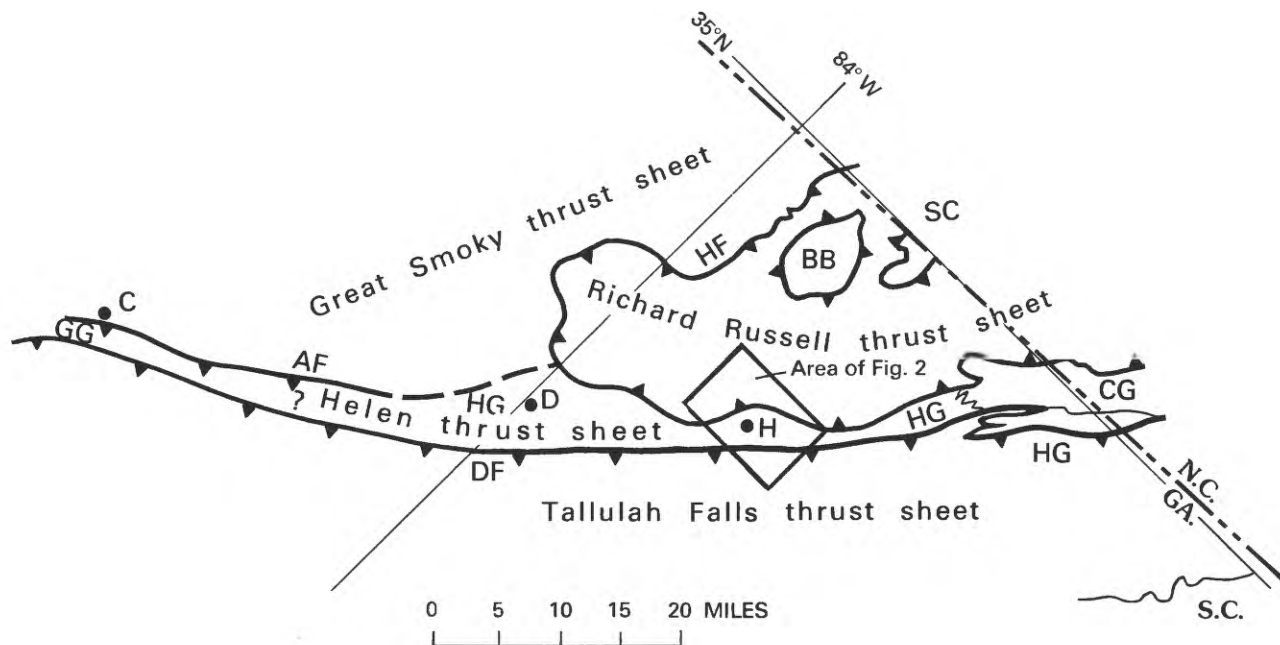 35°N
84° W
Great Smoky thrust sheet
SC
HF
BB
C
Richard Russell thrust sheet
GG
AF
Area of Fig. 2
CG
HG
D
HG
? Helen thrust sheet
H
HG
DF
N.C.
GA.
Tallulah Falls thrust sheet
S.C.
0 5 10 15 20 MILES